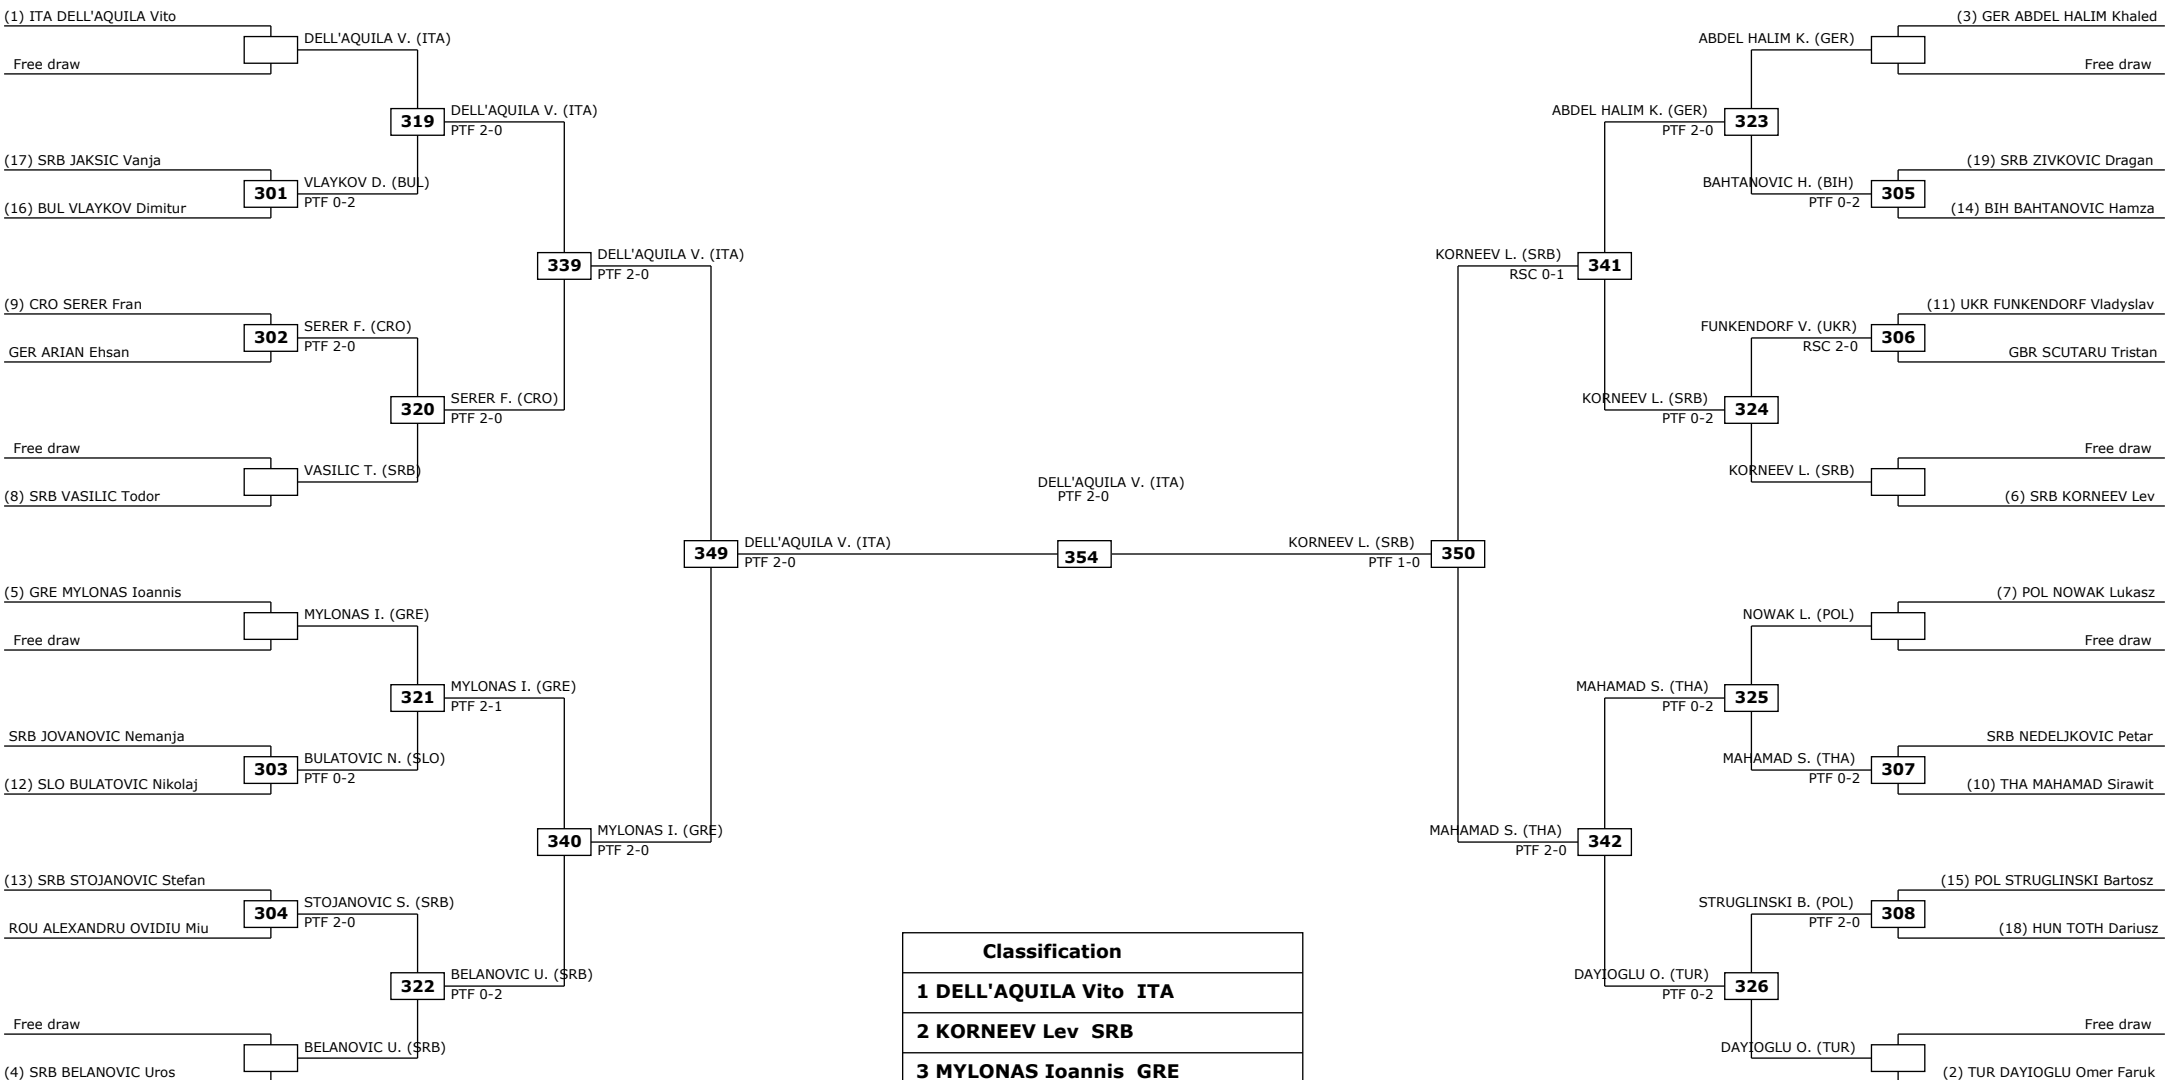 (1) ITA DELL'AQUILA Vito
DELL'AQUILA V. (ITA)
Free draw
319
DELL'AQUILA V. (ITA)
PTF 2-0
(17) SRB JAKSIC Vanja
301
VLAYKOV D. (BUL)
PTF 0-2
(16) BUL VLAYKOV Dimitur
339
DELL'AQUILA V. (ITA)
PTF 2-0
(9) CRO SERER Fran
302
SERER F. (CRO)
PTF 2-0
GER ARIAN Ehsan
320
SERER F. (CRO)
PTF 2-0
Free draw
VASILIC T. (SRB)
(8) SRB VASILIC Todor
349
DELL'AQUILA V. (ITA)
PTF 2-0
(5) GRE MYLONAS Ioannis
MYLONAS I. (GRE)
Free draw
321
MYLONAS I. (GRE)
PTF 2-1
SRB JOVANOVIC Nemanja
303
BULATOVIC N. (SLO)
PTF 0-2
(12) SLO BULATOVIC Nikolaj
340
MYLONAS I. (GRE)
PTF 2-0
(13) SRB STOJANOVIC Stefan
304
STOJANOVIC S. (SRB)
PTF 2-0
ROU ALEXANDRU OVIDIU Miu
322
BELANOVIC U. (SRB)
PTF 0-2
Free draw
BELANOVIC U. (SRB)
(4) SRB BELANOVIC Uros
DELL'AQUILA V. (ITA)
PTF 2-0
354
Classification
1 DELL'AQUILA Vito ITA
2 KORNEEV Lev SRB
3 MYLONAS Ioannis GRE
(3) GER ABDEL HALIM Khaled
ABDEL HALIM K. (GER)
Free draw
ABDEL HALIM K. (GER)
PTF 2-0
323
(19) SRB ZIVKOVIC Dragan
BAHTANOVIC H. (BIH)
PTF 0-2
305
(14) BIH BAHTANOVIC Hamza
KORNEEV L. (SRB)
RSC 0-1
341
(11) UKR FUNKENDORF Vladyslav
FUNKENDORF V. (UKR)
RSC 2-0
306
GBR SCUTARU Tristan
KORNEEV L. (SRB)
PTF 0-2
324
Free draw
KORNEEV L. (SRB)
(6) SRB KORNEEV Lev
KORNEEV L. (SRB)
PTF 1-0
350
(7) POL NOWAK Lukasz
NOWAK L. (POL)
Free draw
MAHAMAD S. (THA)
PTF 0-2
325
SRB NEDELJKOVIC Petar
MAHAMAD S. (THA)
PTF 0-2
307
(10) THA MAHAMAD Sirawit
MAHAMAD S. (THA)
PTF 2-0
342
(15) POL STRUGLINSKI Bartosz
STRUGLINSKI B. (POL)
PTF 2-0
308
(18) HUN TOTH Dariusz
DAYIOGLU O. (TUR)
PTF 0-2
326
Free draw
DAYIOGLU O. (TUR)
(2) TUR DAYIOGLU Omer Faruk